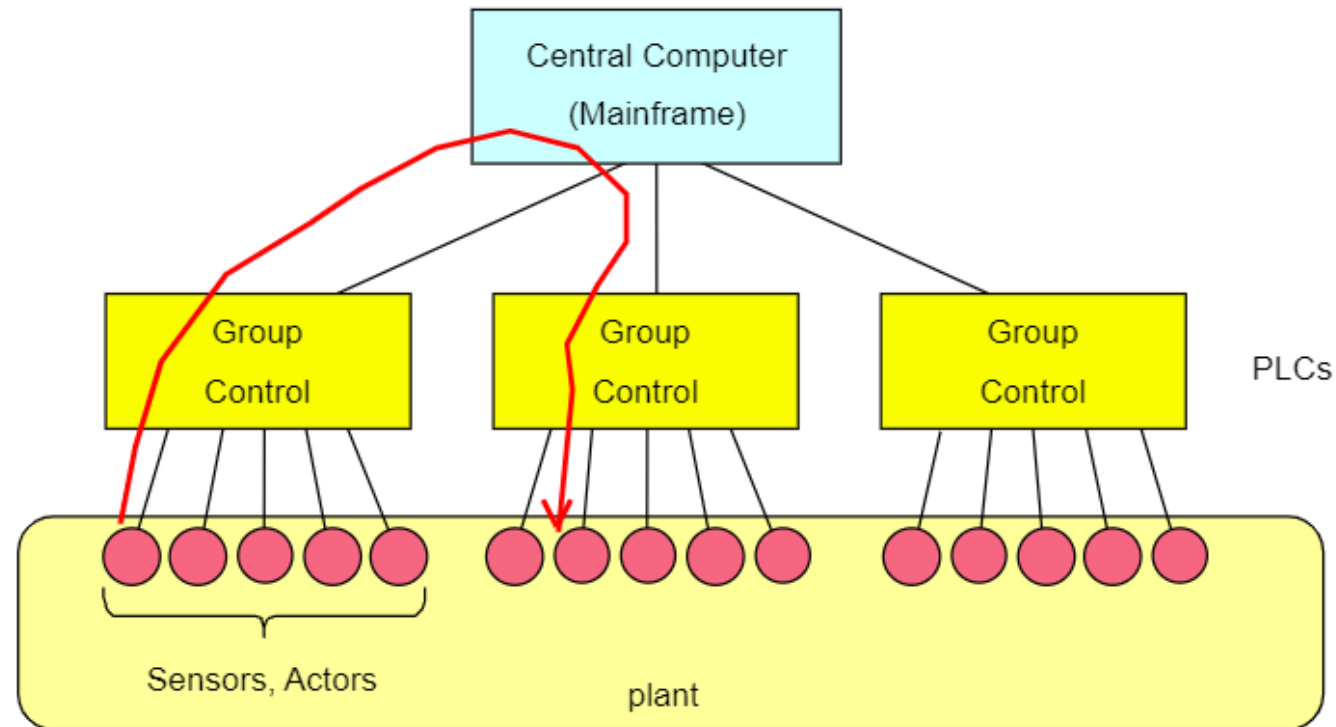 Central Computer
(Mainframe)
Group
Control
Group
Control
Group
Control
PLCs
Sensors, Actors
plant